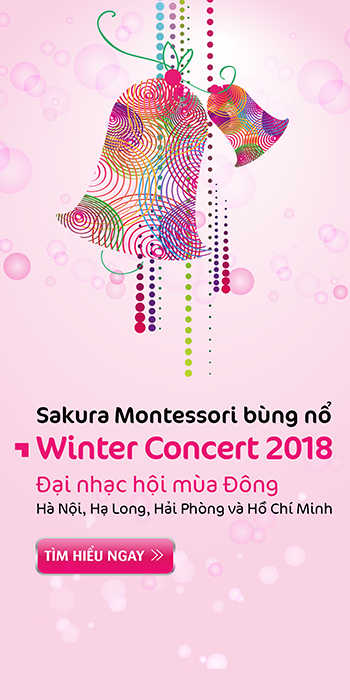 Sakura Montessori bùng nổ
Winter Concert 2018
Đại nhạc hội mùa Đông
Hà Nội, Hạ Long, Hải Phòng và Hồ Chí Minh
TÌM HIỂU NGAY >>